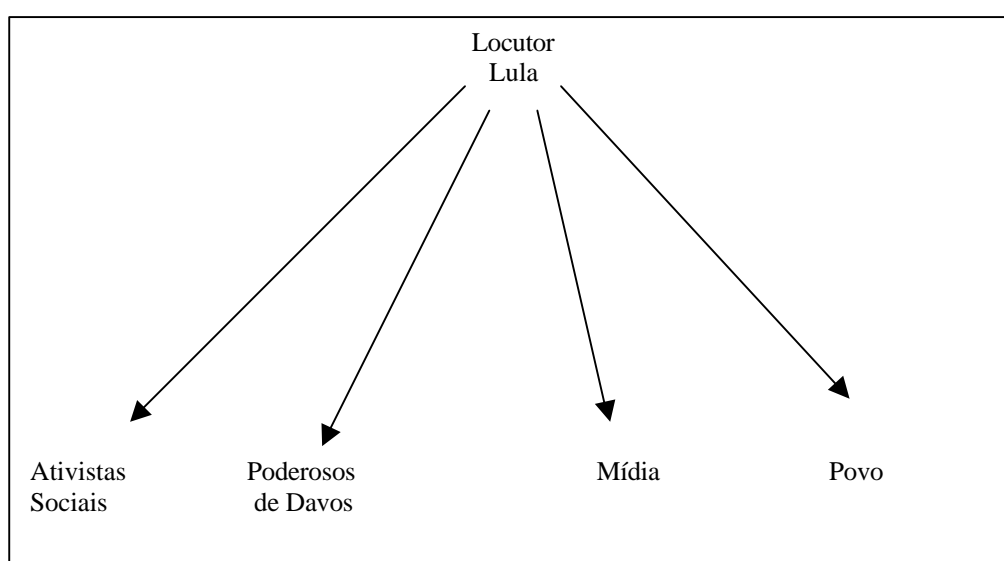 Locutor
Lula
Ativistas
Sociais
Poderosos
de Davos
Mídia
Povo